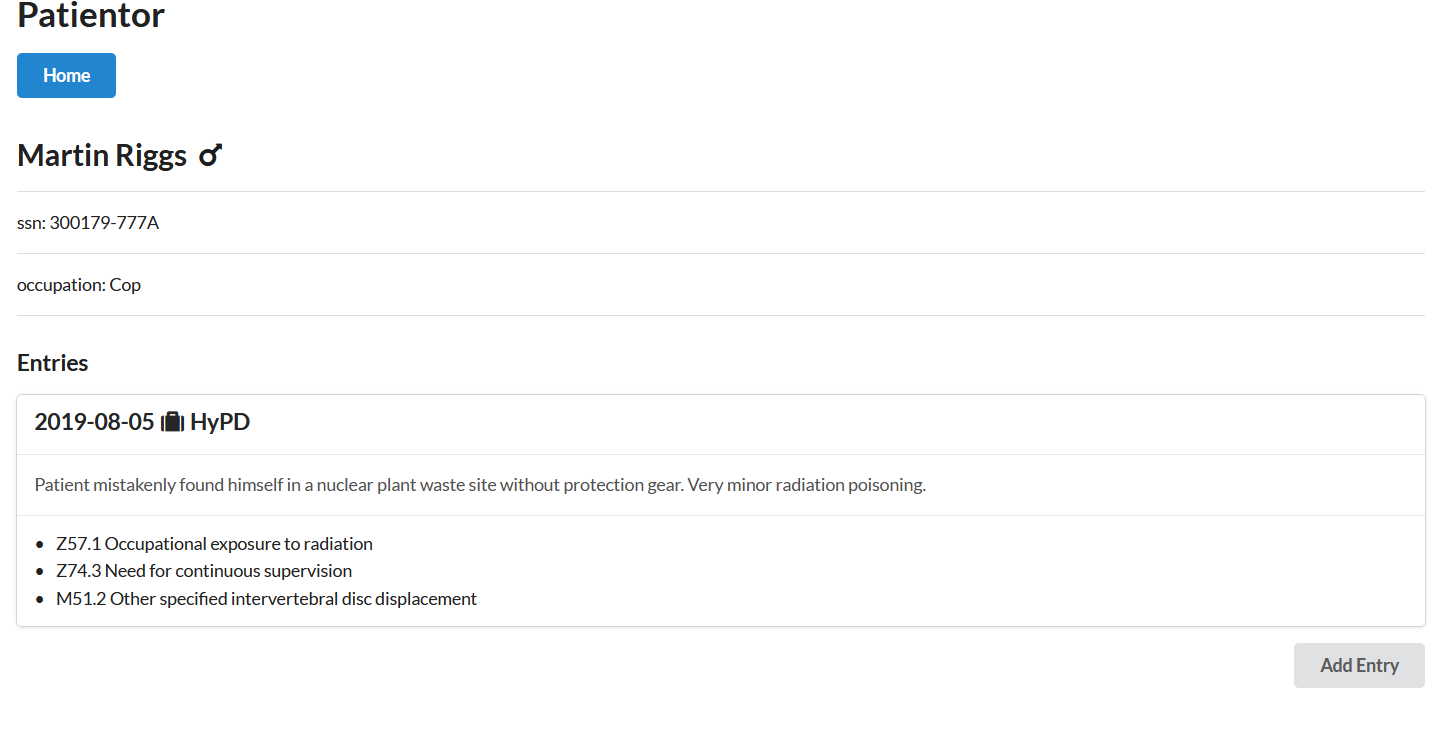 Patientor
Home
Martin Riggs
ssn: 300179-777A
occupation: Cop
Entries
2019-08-05 HyPD
Patient mistakenly found himself in a nuclear plant waste site without protection gear. Very minor radiation poisoning.
Z57.1 Occupational exposure to radiation
Z74.3 Need for continuous supervision
M51.2 Other specified intervertebral disc displacement
Add Entry